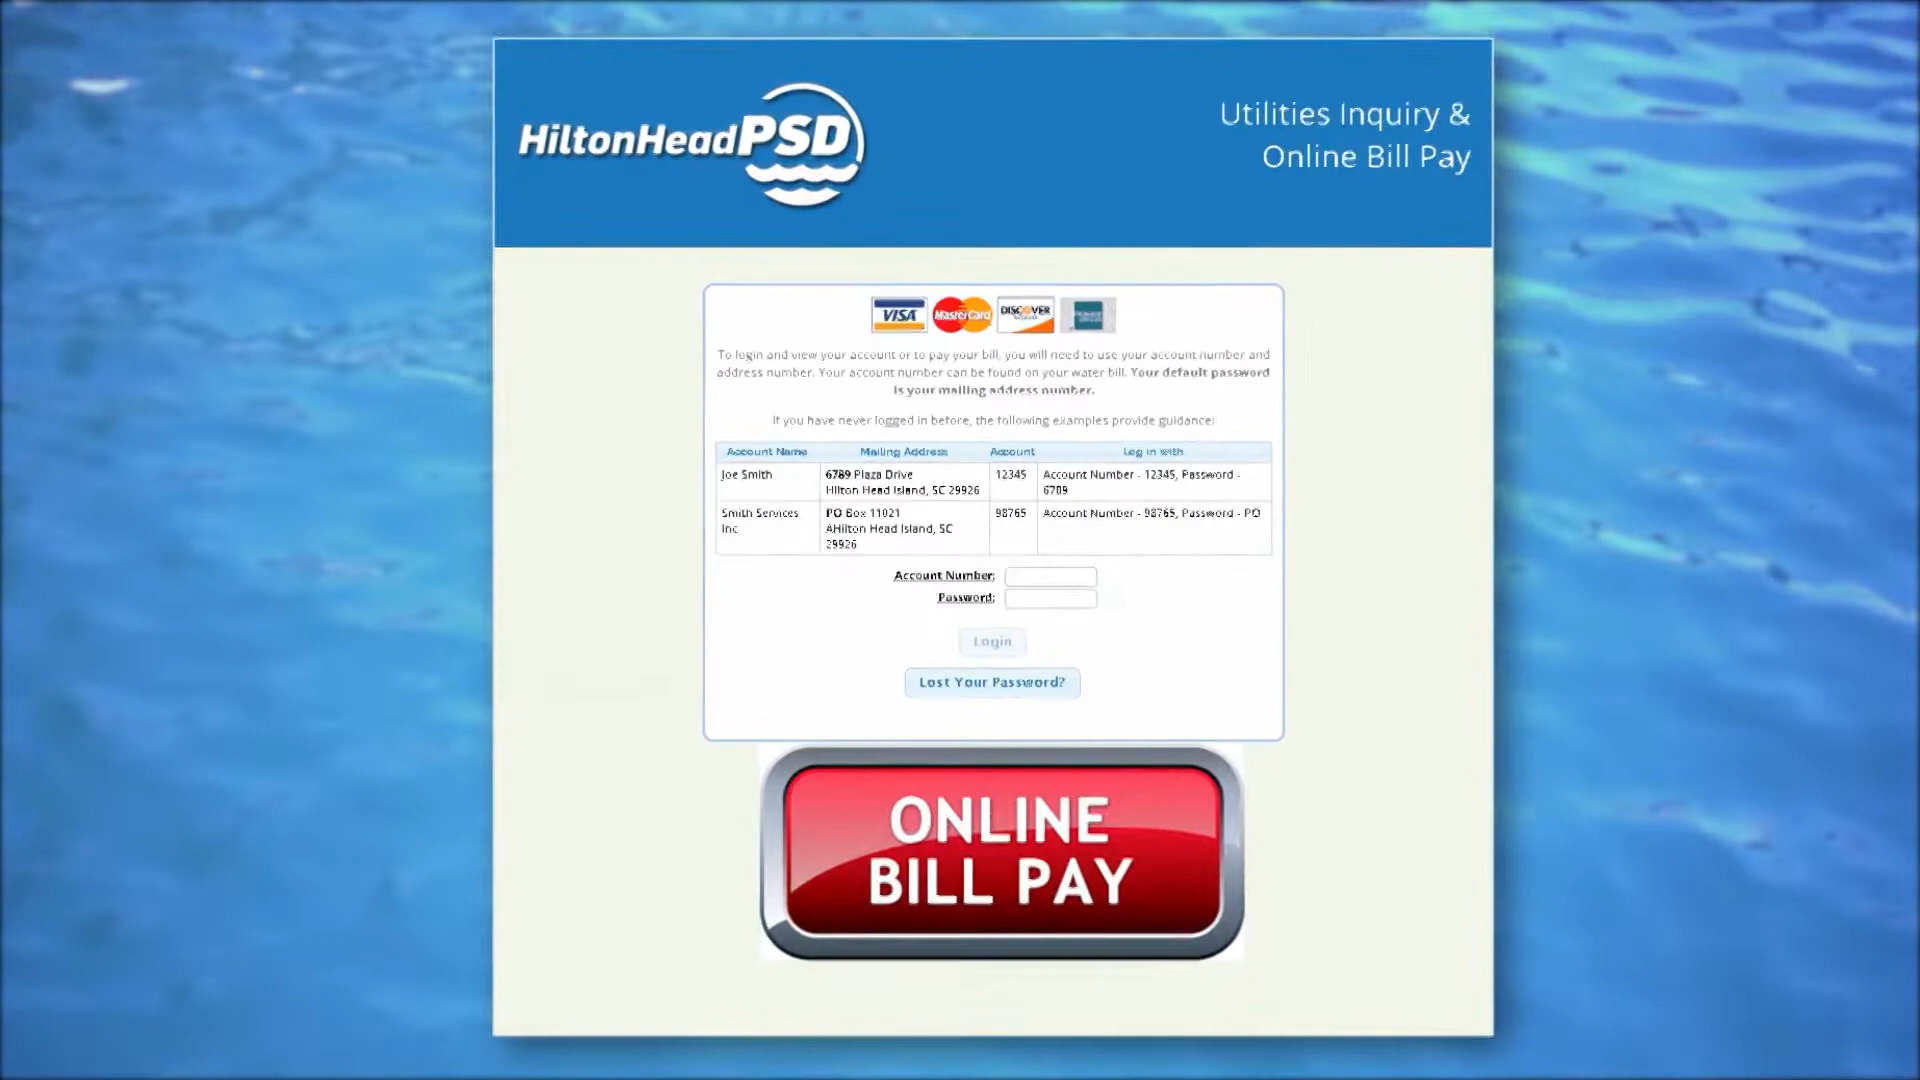 HiltonHeadPSD
Utilities Inquiry &
Online Bill Pay
VISA MasterCard DISCOVER
To login and view your account or to pay your bill, you will need to use your account number and
address number. Your account number can be found on your water bill. Your default password
is your mailing address number.
If you have never logged in before, the following examples provide guidance:
Account Name Mailing Address Account Log in with
Joe Smith 6789 Plaza Drive 12345 Account Number - 12345, Password -
Hilton Head Island, SC 29926 6789
Smith Services PO Box 11021 98765 Account Number - 98765, Password - PO
Inc AHilton Head Island, SC
29926
Account Number:
Password:
Login
Lost Your Password?
ONLINE
BILL PAY